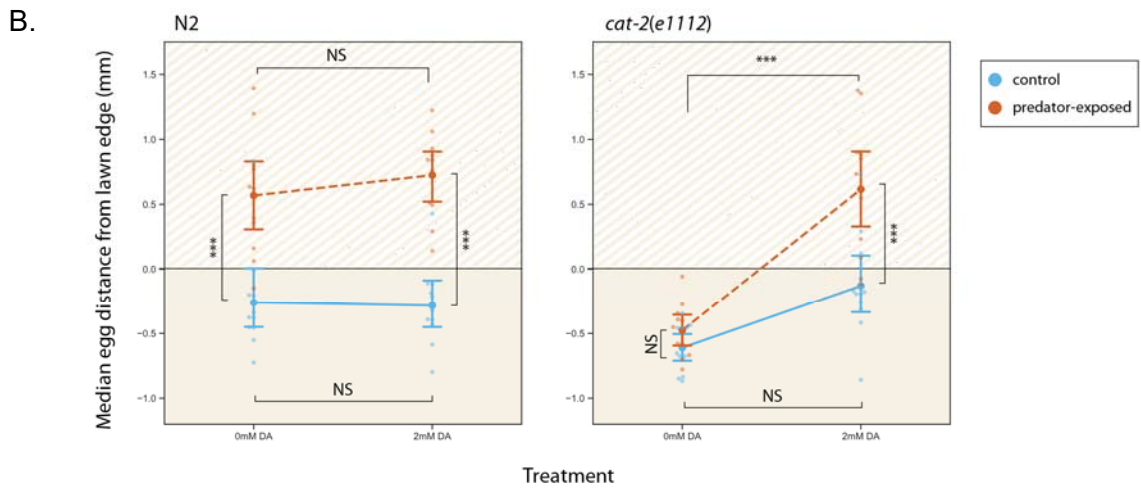 B.
N2
cat-2(e1112)
Median egg distance from lawn edge (mm)
1.5
1.0
0.5
0.0
−0.5
−1.0
NS
***
***
NS
0mM DA
2mM DA
1.5
1.0
0.5
0.0
−0.5
−1.0
***
***
NS
NS
0mM DA
2mM DA
control
predator-exposed
Treatment